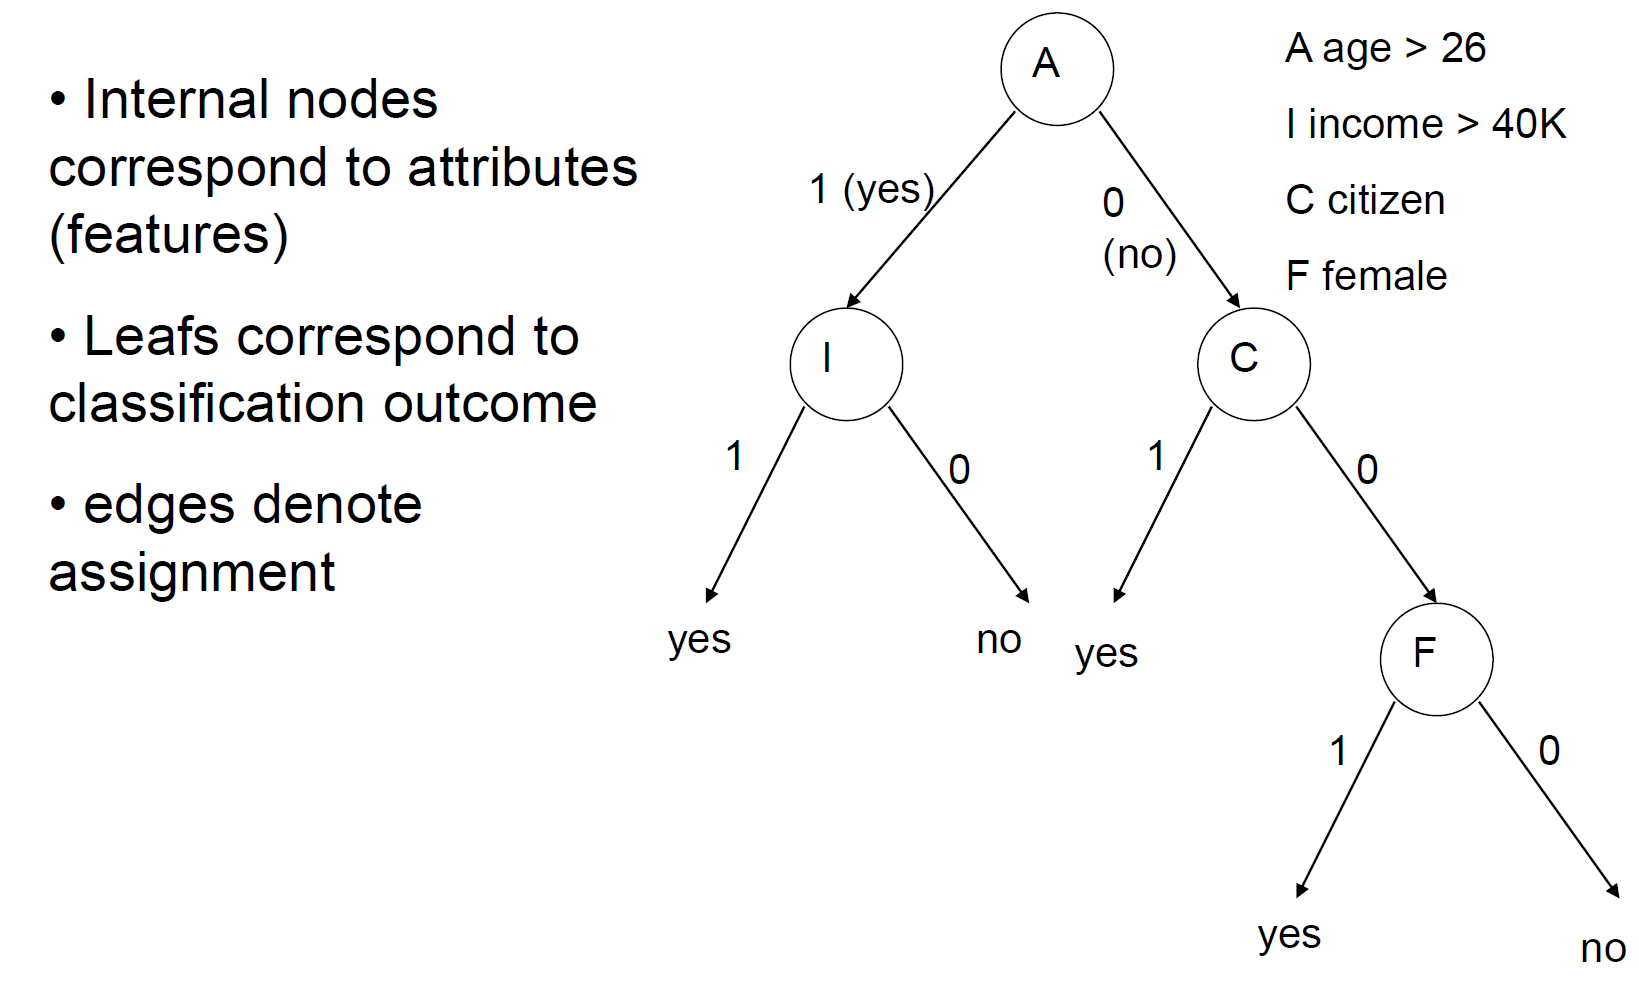 • Internal nodes
correspond to attributes
(features)
• Leafs correspond to
classification outcome
• edges denote
assignment
A
A age > 26
I income > 40K
C citizen
F female
1 (yes)
0
(no)
I
C
1
0
1
0
yes
no
yes
F
1
0
yes
no